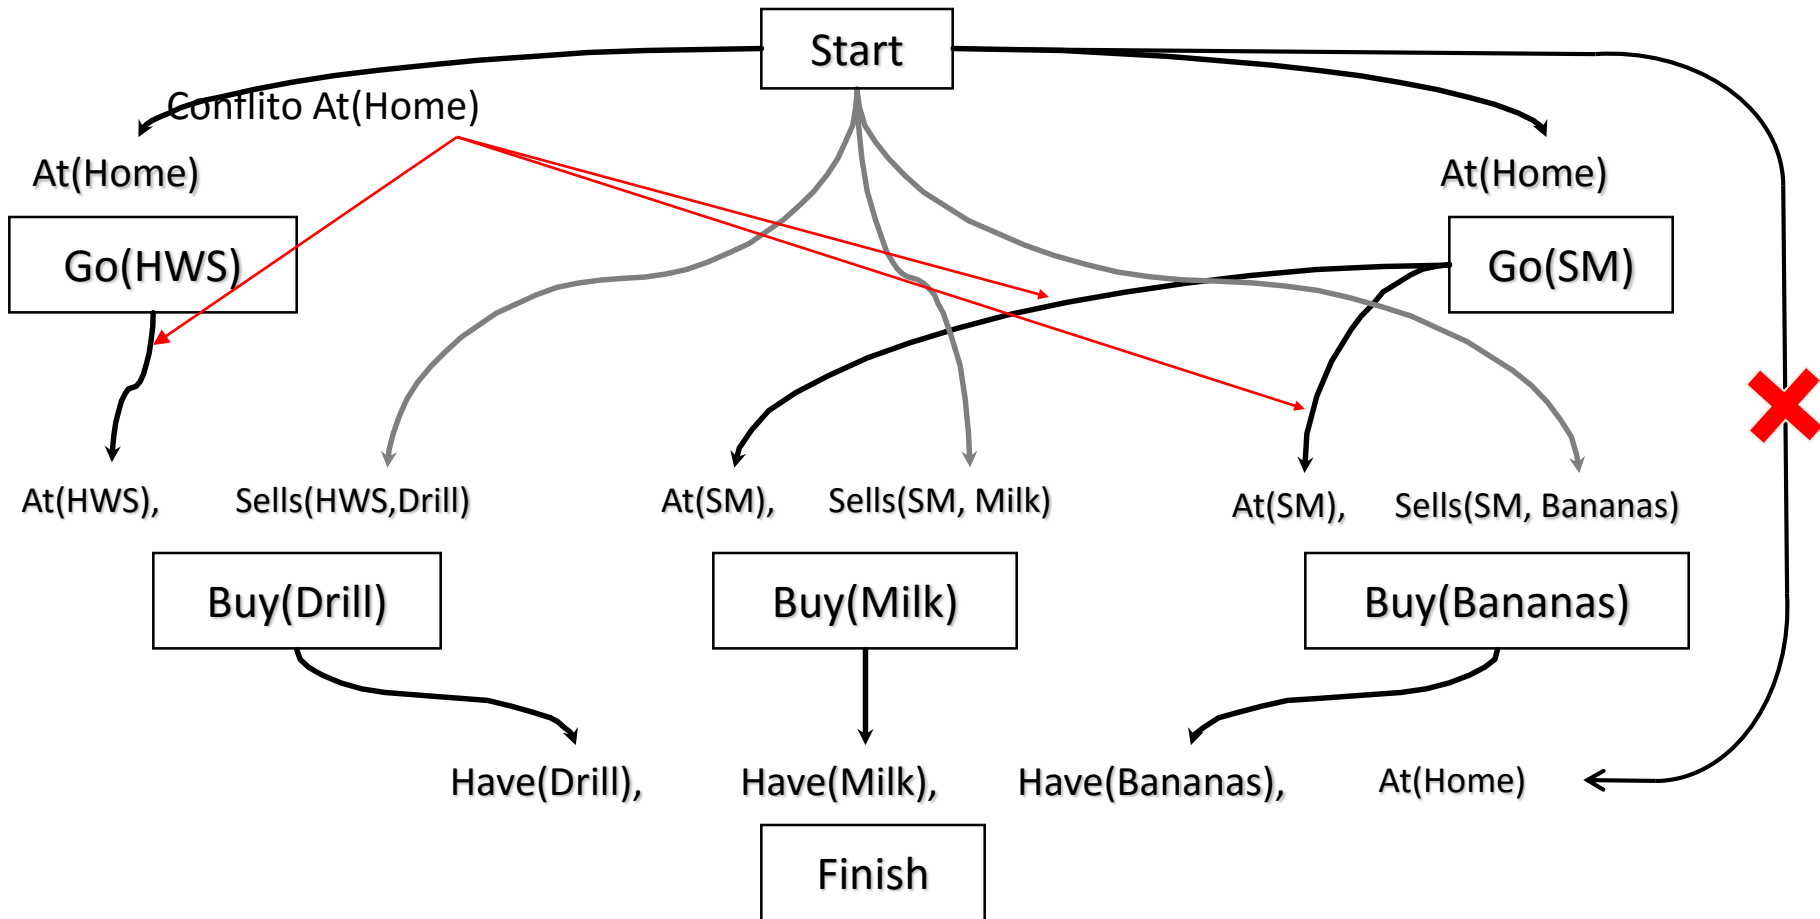 Start
Conflito At(Home)
At(Home)
At(Home)
Go(HWS)
Go(SM)
At(HWS),
Sells(HWS,Drill)
At(SM),
Sells(SM, Milk)
At(SM),
Sells(SM, Bananas)
Buy(Drill)
Buy(Milk)
Buy(Bananas)
Have(Drill),
Have(Milk),
Have(Bananas),
At(Home)
Finish